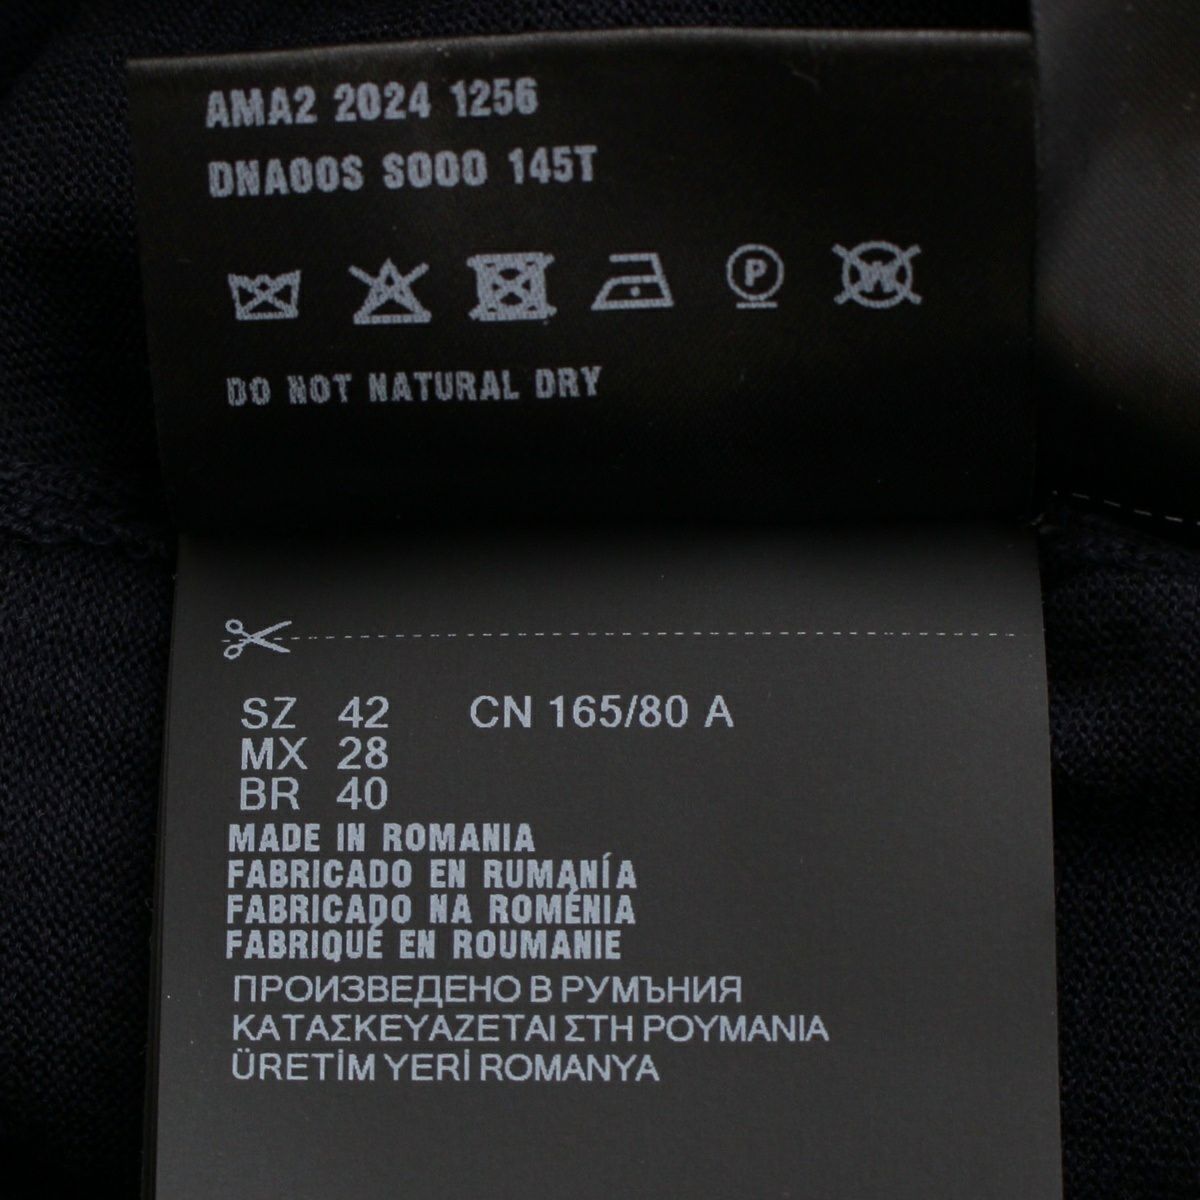 AMA2 2024 1256
DNA00S S000 145T
P W
DO NOT NATURAL DRY
SZ 42 CN 165/80 A
MX 28
BR 40
MADE IN ROMANIA
FABRICADO EN RUMANÍA
FABRICADO NA ROMÉNIA
FABRIQUÉ EN ROUMANIE
ПРОИЗВЕДЕНО В РУМЪНИЯ
ΚΑΤΑΣΚΕΥΑΖΕΤΑΙ ΣΤΗ ΡΟΥΜΑΝΙΑ
ÜRETİM YERİ ROMANYA